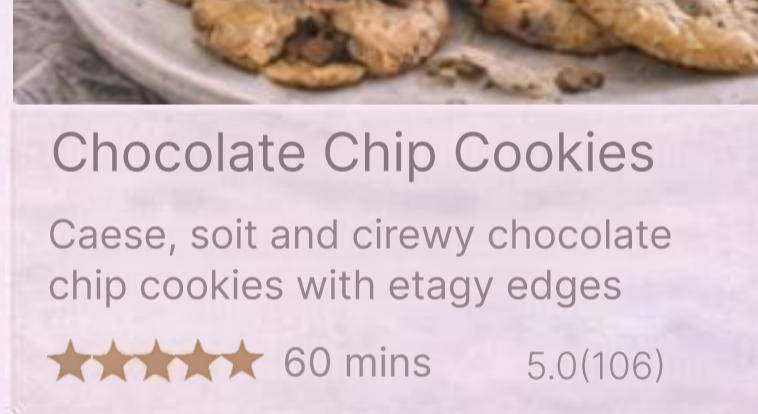 Chocolate Chip Cookies
Caese, soit and cirewy chocolate
chip cookies with etagy edges
60 mins 5.0(106)